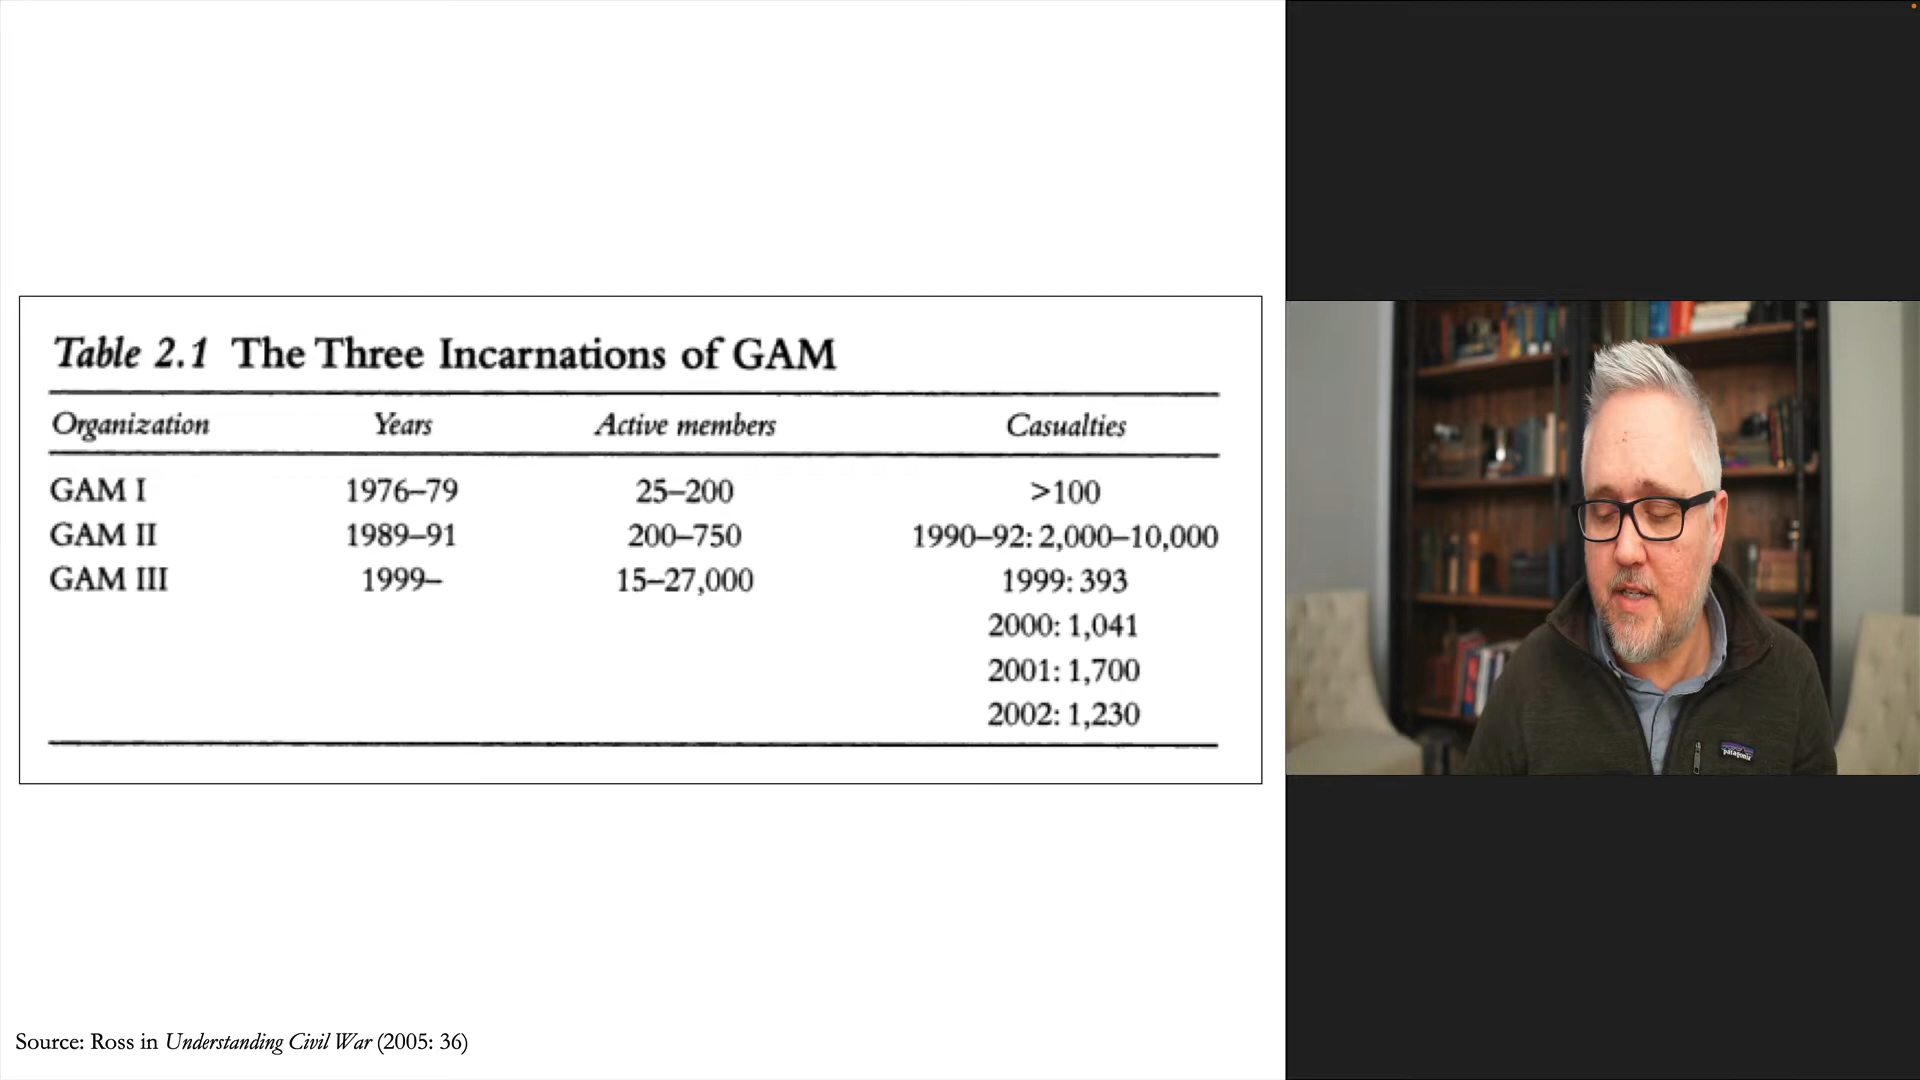 Table 2.1 The Three Incarnations of GAM
Organization Years Active members Casualties
GAM I 1976–79 25–200 >100
GAM II 1989–91 200–750 1990–92: 2,000–10,000
GAM III 1999– 15–27,000 1999: 393
2000: 1,041
2001: 1,700
2002: 1,230
Source: Ross in Understanding Civil War (2005: 36)
patagonia